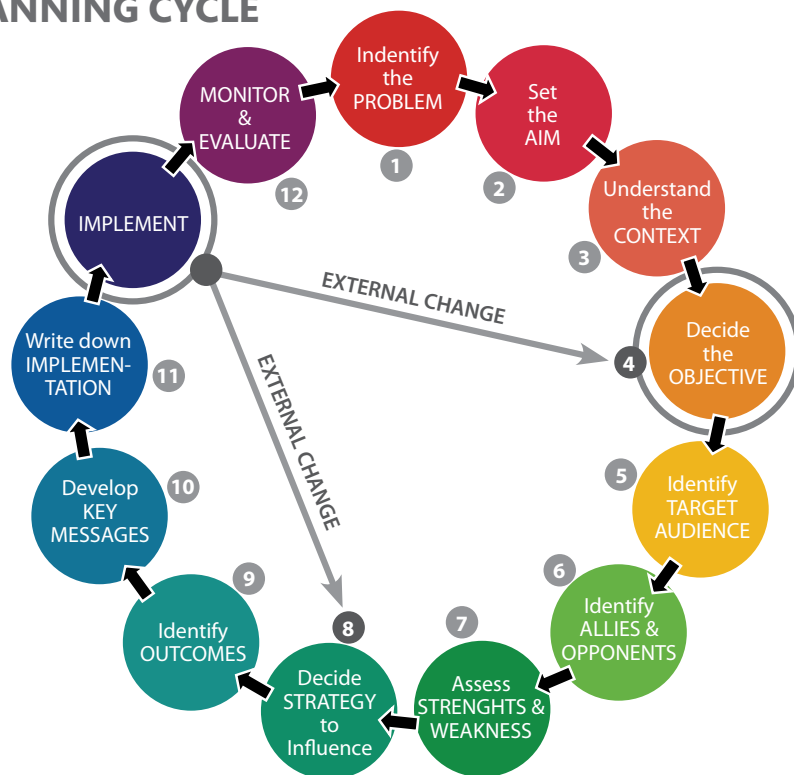 ANNING CYCLE
Indentify
the
PROBLEM
1
Set
the
AIM
2
Understand
the
CONTEXT
3
Decide
the
OBJECTIVE
4
Identify
TARGET
AUDIENCE
5
Identify
ALLIES &
OPPONENTS
6
Assess
STRENGHTS &
WEAKNESS
7
Decide
STRATEGY
to
Influence
8
Identify
OUTCOMES
9
Develop
KEY
MESSAGES
10
Write down
IMPLEMEN-
TATION
11
IMPLEMENT
MONITOR
&
EVALUATE
12
EXTERNAL CHANGE
EXTERNAL CHANGE